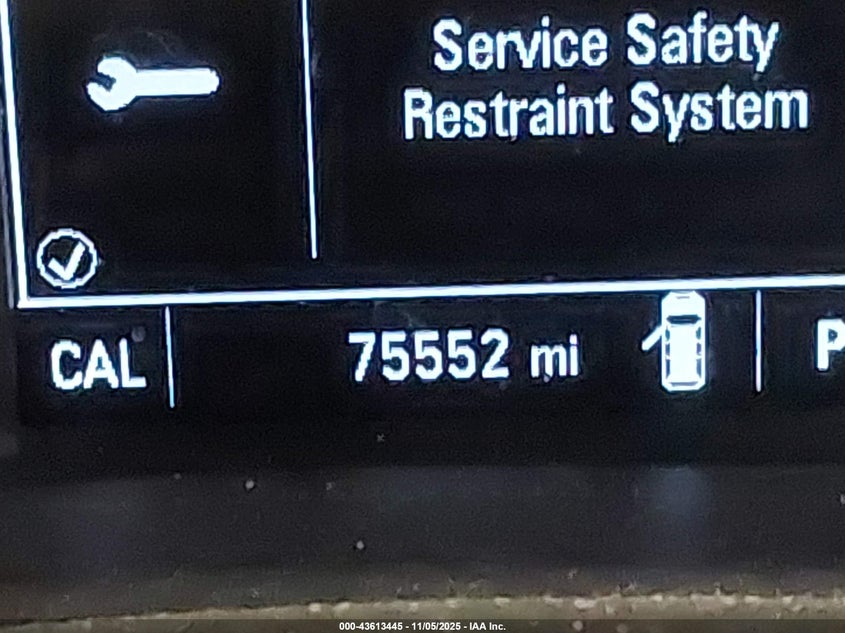 Service Safety
Restraint System
CAL 75552 mi P
000-43613445 - 11/05/2025 - IAA Inc.